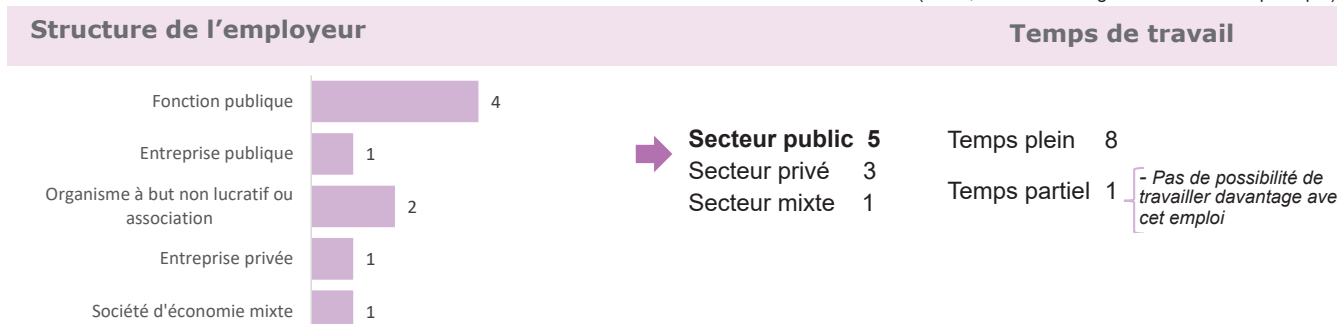 Structure de l'employeur
Temps de travail
Fonction publique 4
Entreprise publique 1
Organisme à but non lucratif ou
association 2
Entreprise privée 1
Société d'économie mixte 1
Secteur public 5
Secteur privé 3
Secteur mixte 1
Temps plein 8
Temps partiel 1
- Pas de possibilité de
travailler davantage
cet emploi